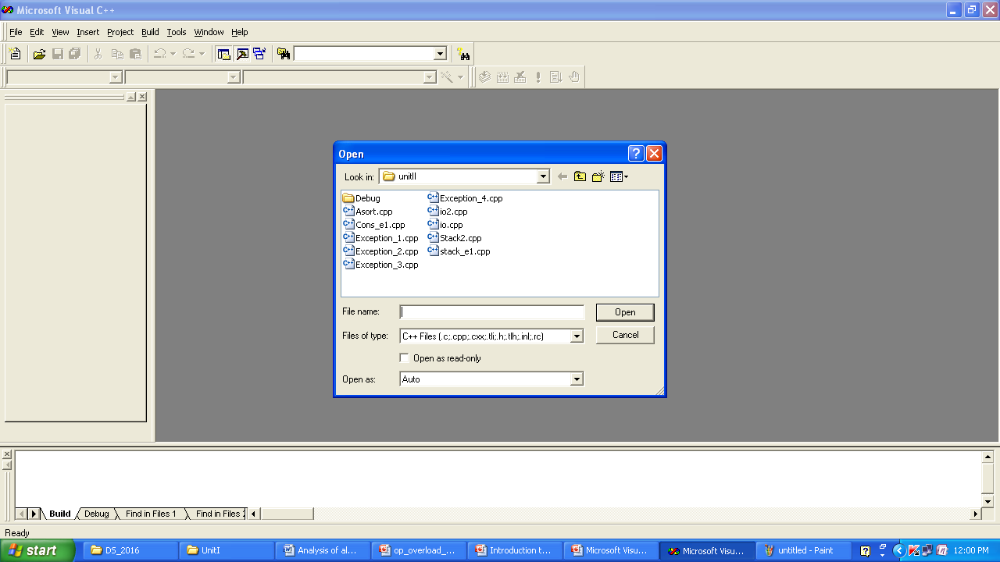 Microsoft Visual C++
File Edit View Insert Project Build Tools Window Help
Open
Look in: unitII
Debug
Asort.cpp
Cons_e1.cpp
Exception_1.cpp
Exception_2.cpp
Exception_3.cpp
Exception_4.cpp
io2.cpp
io.cpp
Stack2.cpp
stack_e1.cpp
File name: Open
Files of type: C++ Files (.c;.cpp;.cxx;.tli;.h;.tlh;.inl;.rc) Cancel
Open as read-only
Open as: Auto
Build Debug Find in Files 1 Find in Files 2
Ready
start DS_2016 UnitI Analysis of al... op_overload_... Introduction t... Microsoft Visu... Microsoft Visu... untitled - Paint 12:00 PM